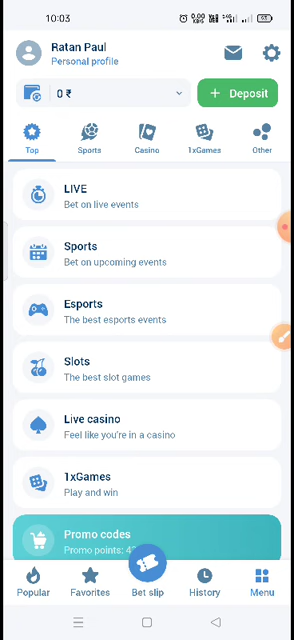 10:03
Ratan Paul
Personal profile
0 ₹
+ Deposit
Top
Sports
Casino
1xGames
Other
LIVE
Bet on live events
Sports
Bet on upcoming events
Esports
The best esports events
Slots
The best slot games
Live casino
Feel like you're in a casino
1xGames
Play and win
Promo codes
Promo points:
Popular
Favorites
Bet slip
History
Menu